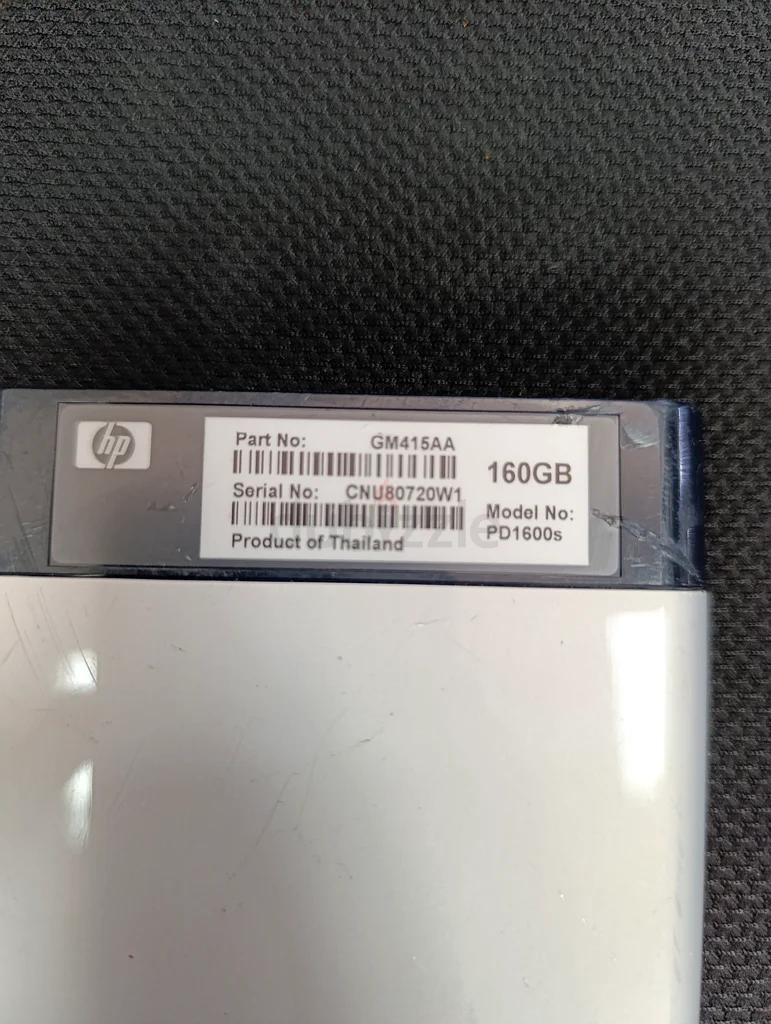 hp
Part No: GM415AA
160GB
Serial No: CNU80720W1
Model No:
PD1600s
Product of Thailand